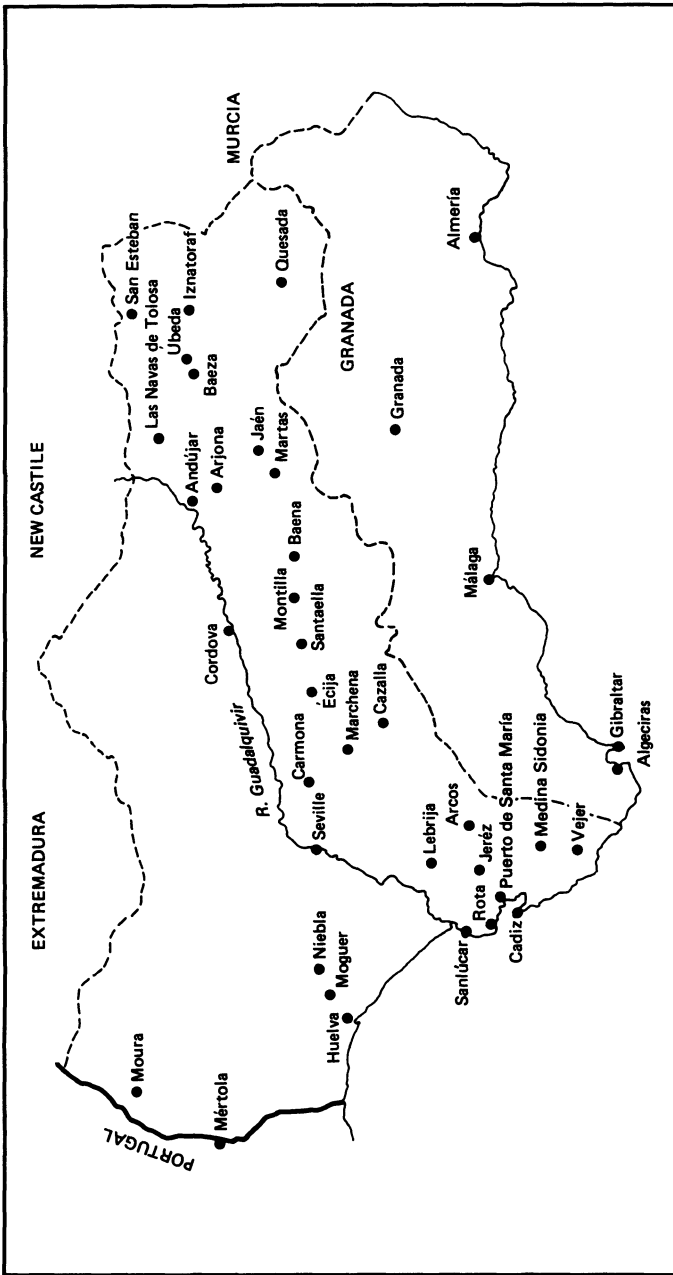 EXTREMADURA
NEW CASTILE
MURCIA
PORTUGAL
GRANADA
R. Guadalquivir
Moura
Mértola
San Esteban
Las Navas de Tolosa
Úbeda
Iznatoraf
Baeza
Andújar
Arjona
Quesada
Jaén
Martas
Cordova
Baena
Montilla
Santaella
Écija
Carmona
Seville
Marchena
Cazalla
Niebla
Moguer
Huelva
Granada
Almería
Málaga
Lebrija
Arcos
Jeréz
Rota
Puerto de Santa María
Sanlúcar
Cadiz
Medina Sidonia
Vejer
Gibraltar
Algeciras